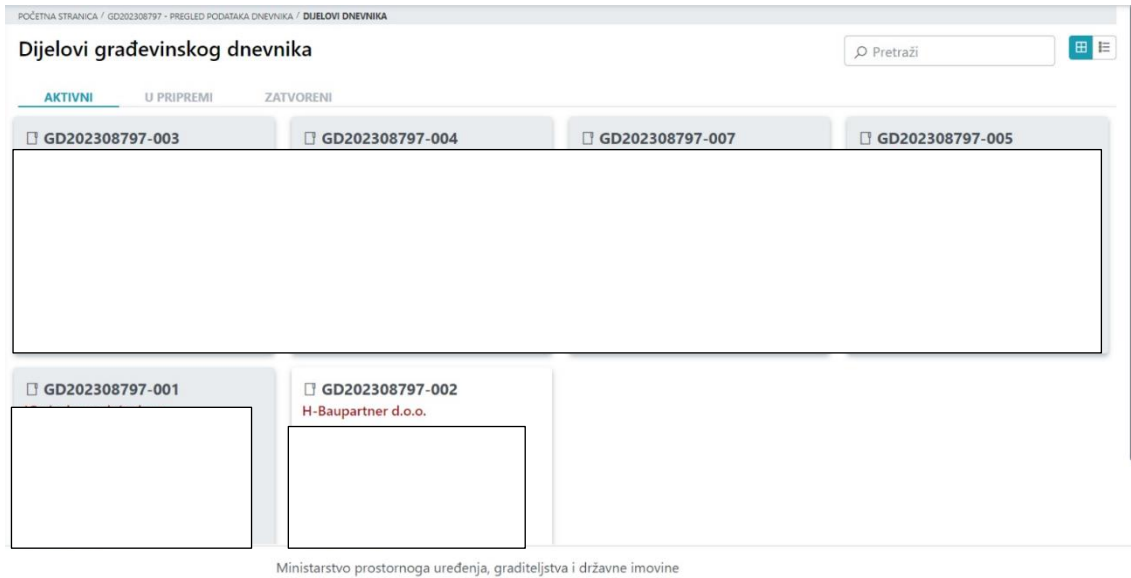 POČETNA STRANICA / GD202308797 - PREGLED PODATAKA DNEVNIKA / DIJELOVI DNEVNIKA
Dijelovi građevinskog dnevnika
Pretraži
AKTIVNI U PRIPREMI ZATVORENI
GD202308797-003 GD202308797-004 GD202308797-007 GD202308797-005
GD202308797-001 GD202308797-002
H-Baupartner d.o.o.
Ministarstvo prostornoga uređenja, graditeljstva i državne imovine